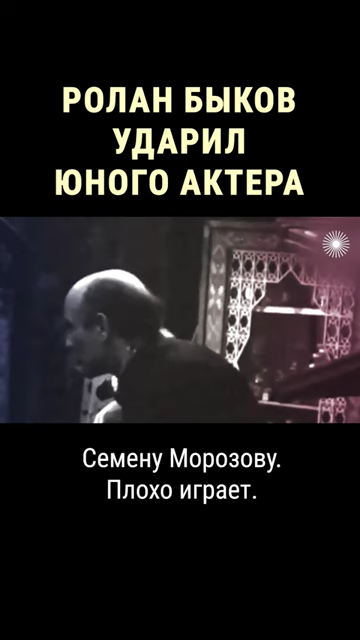 РОЛАН БЫКОВ
УДАРИЛ
ЮНОГО АКТЕРА
Семену Морозову.
Плохо играет.